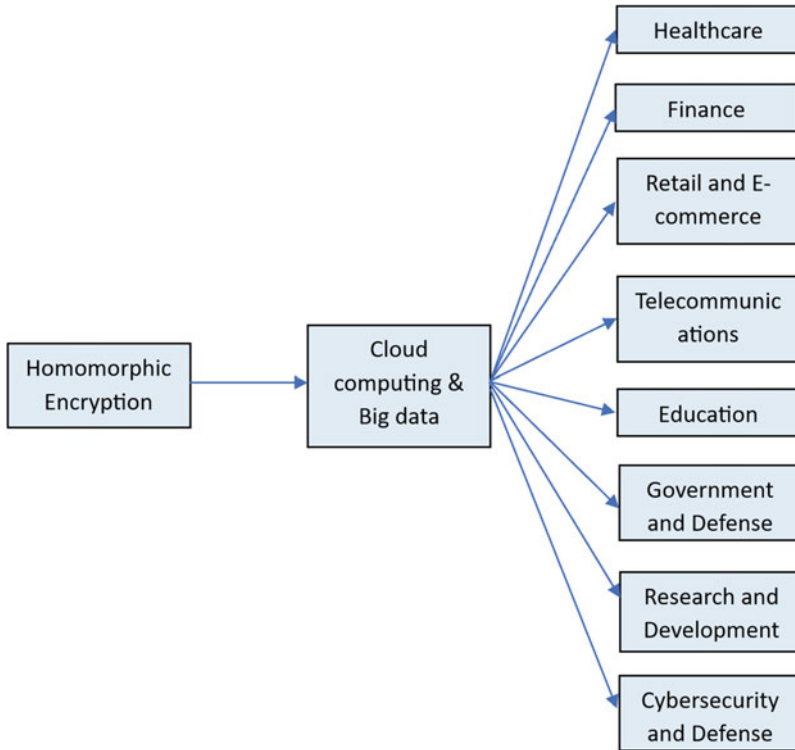 Healthcare
Finance
Retail and E-
commerce
Telecommunic
ations
Homomorphic
Encryption
Cloud
computing &
Big data
Education
Government
and Defense
Research and
Development
Cybersecurity
and Defense